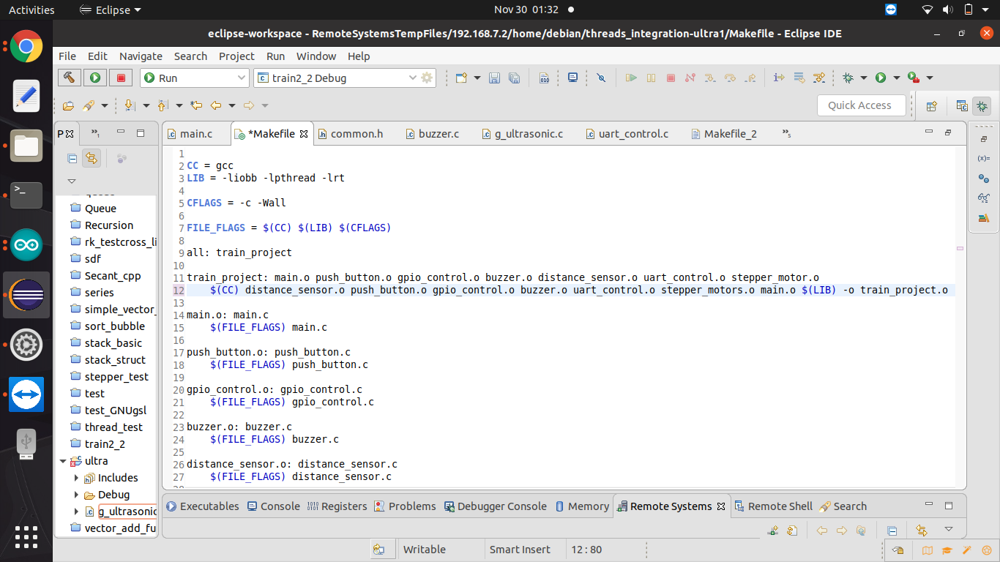 Activities
Eclipse
Nov 30 01:32
eclipse-workspace - RemoteSystemsTempFiles/192.168.7.2/home/debian/threads_integration-ultra1/Makefile - Eclipse IDE
File Edit Navigate Search Project Run Window Help
Run
train2_2 Debug
Quick Access
P
main.c
*Makefile
common.h
buzzer.c
g_ultrasonic.c
uart_control.c
Makefile_2
Queue
Recursion
rk_testcross_li
sdf
Secant_cpp
series
simple_vector_
sort_bubble
stack_basic
stack_struct
stepper_test
test
test_GNUgsl
thread_test
train2_2
ultra
Includes
Debug
g_ultrasonic
vector_add_fu
1
2 CC = gcc
3 LIB = -liobb -lpthread -lrt
4
5 CFLAGS = -c -Wall
6
7 FILE_FLAGS = $(CC) $(LIB) $(CFLAGS)
8
9 all: train_project
10
11 train_project: main.o push_button.o gpio_control.o buzzer.o distance_sensor.o uart_control.o stepper_motor.o
12 $(CC) distance_sensor.o push_button.o gpio_control.o buzzer.o uart_control.o stepper_motors.o main.o $(LIB) -o train_project.o
13
14 main.o: main.c
15 $(FILE_FLAGS) main.c
16
17 push_button.o: push_button.c
18 $(FILE_FLAGS) push_button.c
19
20 gpio_control.o: gpio_control.c
21 $(FILE_FLAGS) gpio_control.c
22
23 buzzer.o: buzzer.c
24 $(FILE_FLAGS) buzzer.c
25
26 distance_sensor.o: distance_sensor.c
27 $(FILE_FLAGS) distance_sensor.c
Executables
Console
Registers
Problems
Debugger Console
Memory
Remote Systems
Remote Shell
Search
Writable
Smart Insert
12 : 80